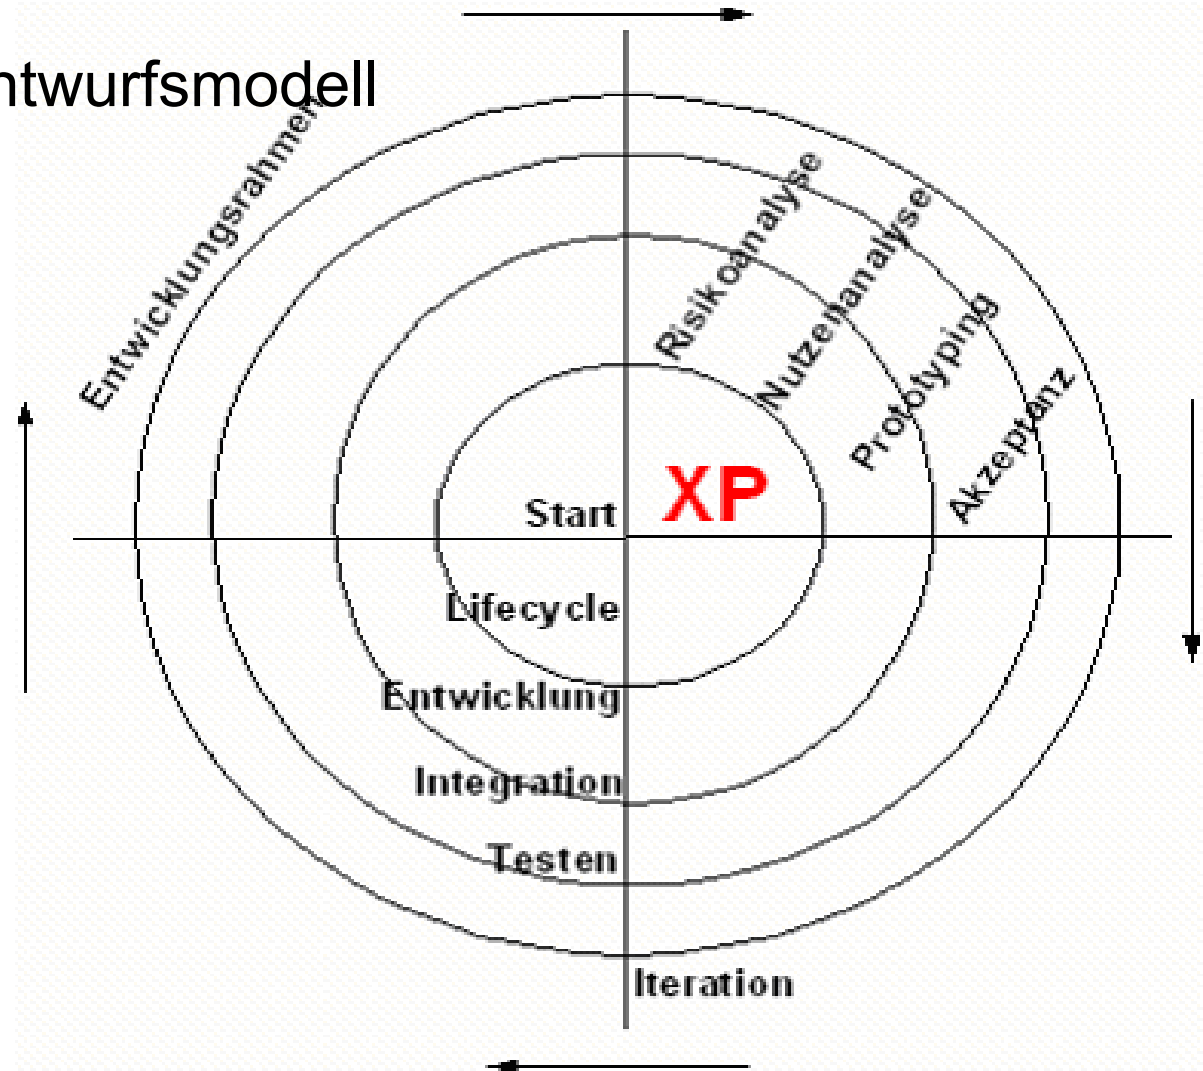 ntwurfsmodell
Entwicklungsrahmen
Risikoanalyse
Nutzenanalyse
Prototyping
Akzeptanz
XP
Start
Lifecycle
Entwicklung
Integration
Testen
Iteration